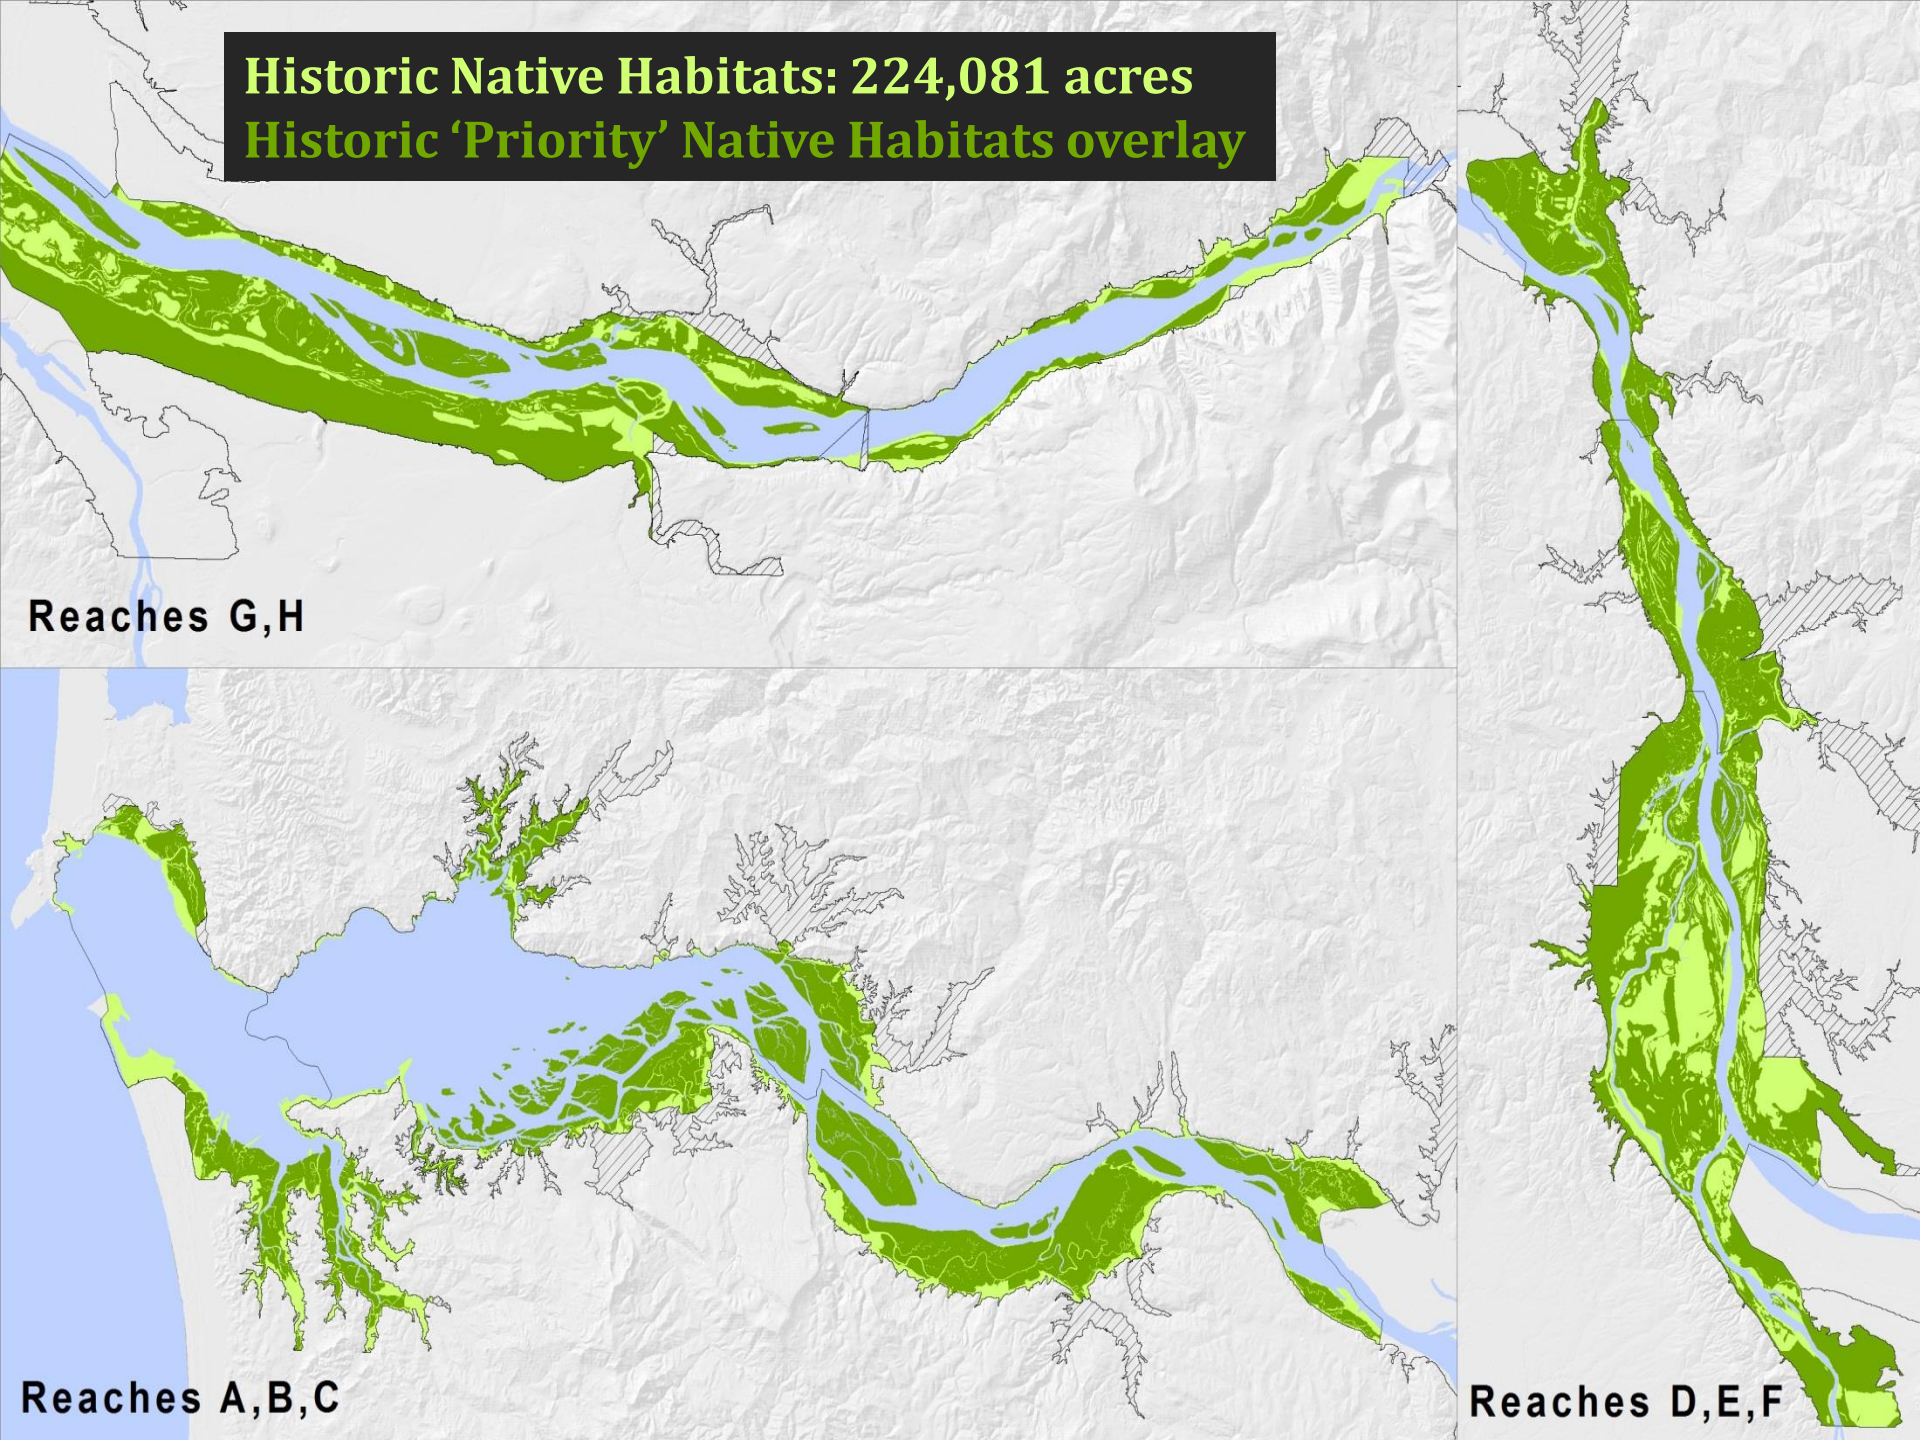 Historic Native Habitats: 224,081 acres
Historic ‘Priority’ Native Habitats overlay
Reaches G,H
Reaches A,B,C
Reaches D,E,F